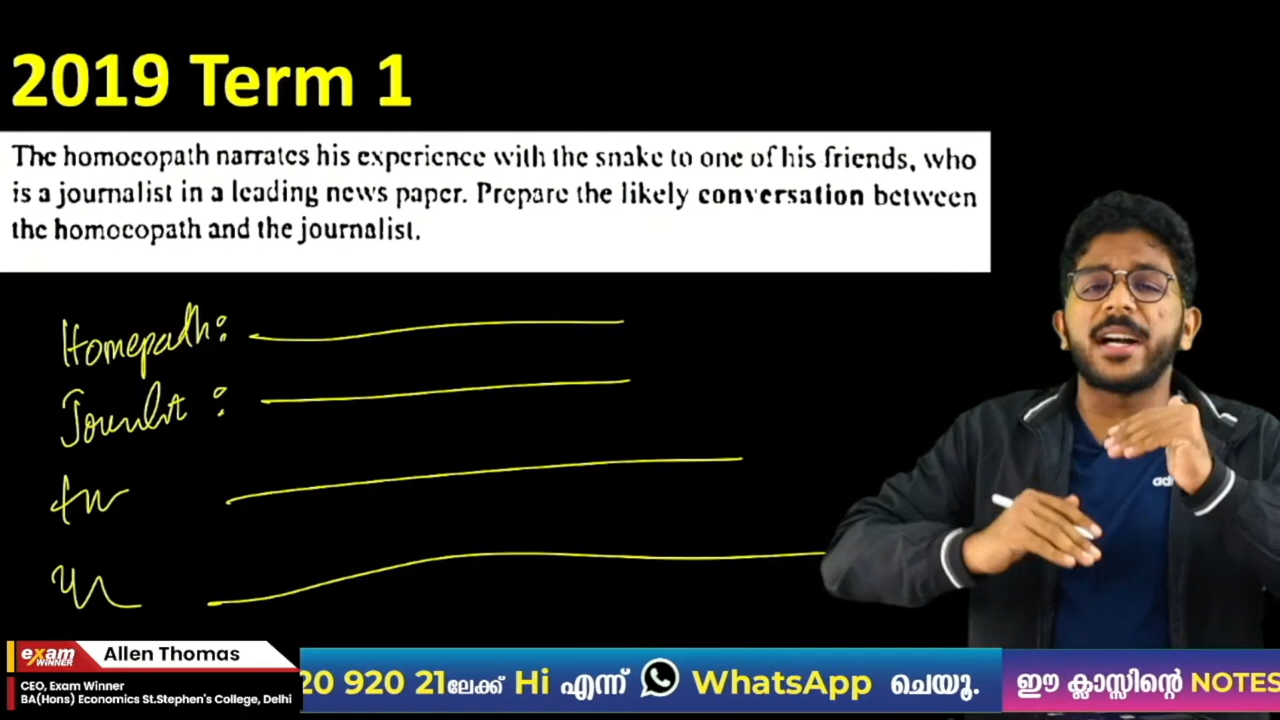 2019 Term 1
The homoeopath narrates his experience with the snake to one of his friends, who
is a journalist in a leading news paper. Prepare the likely conversation between
the homoeopath and the journalist.
Homepath:
Journlist :
adi
exam
WINNER
Allen Thomas
CEO, Exam Winner
BA(Hons) Economics St.Stephen's College, Delhi
20 920 21ലേക്ക് Hi എന്ന് WhatsApp ചെയൂ.
ഈ ക്ലാസ്സിന്റെ NOTES